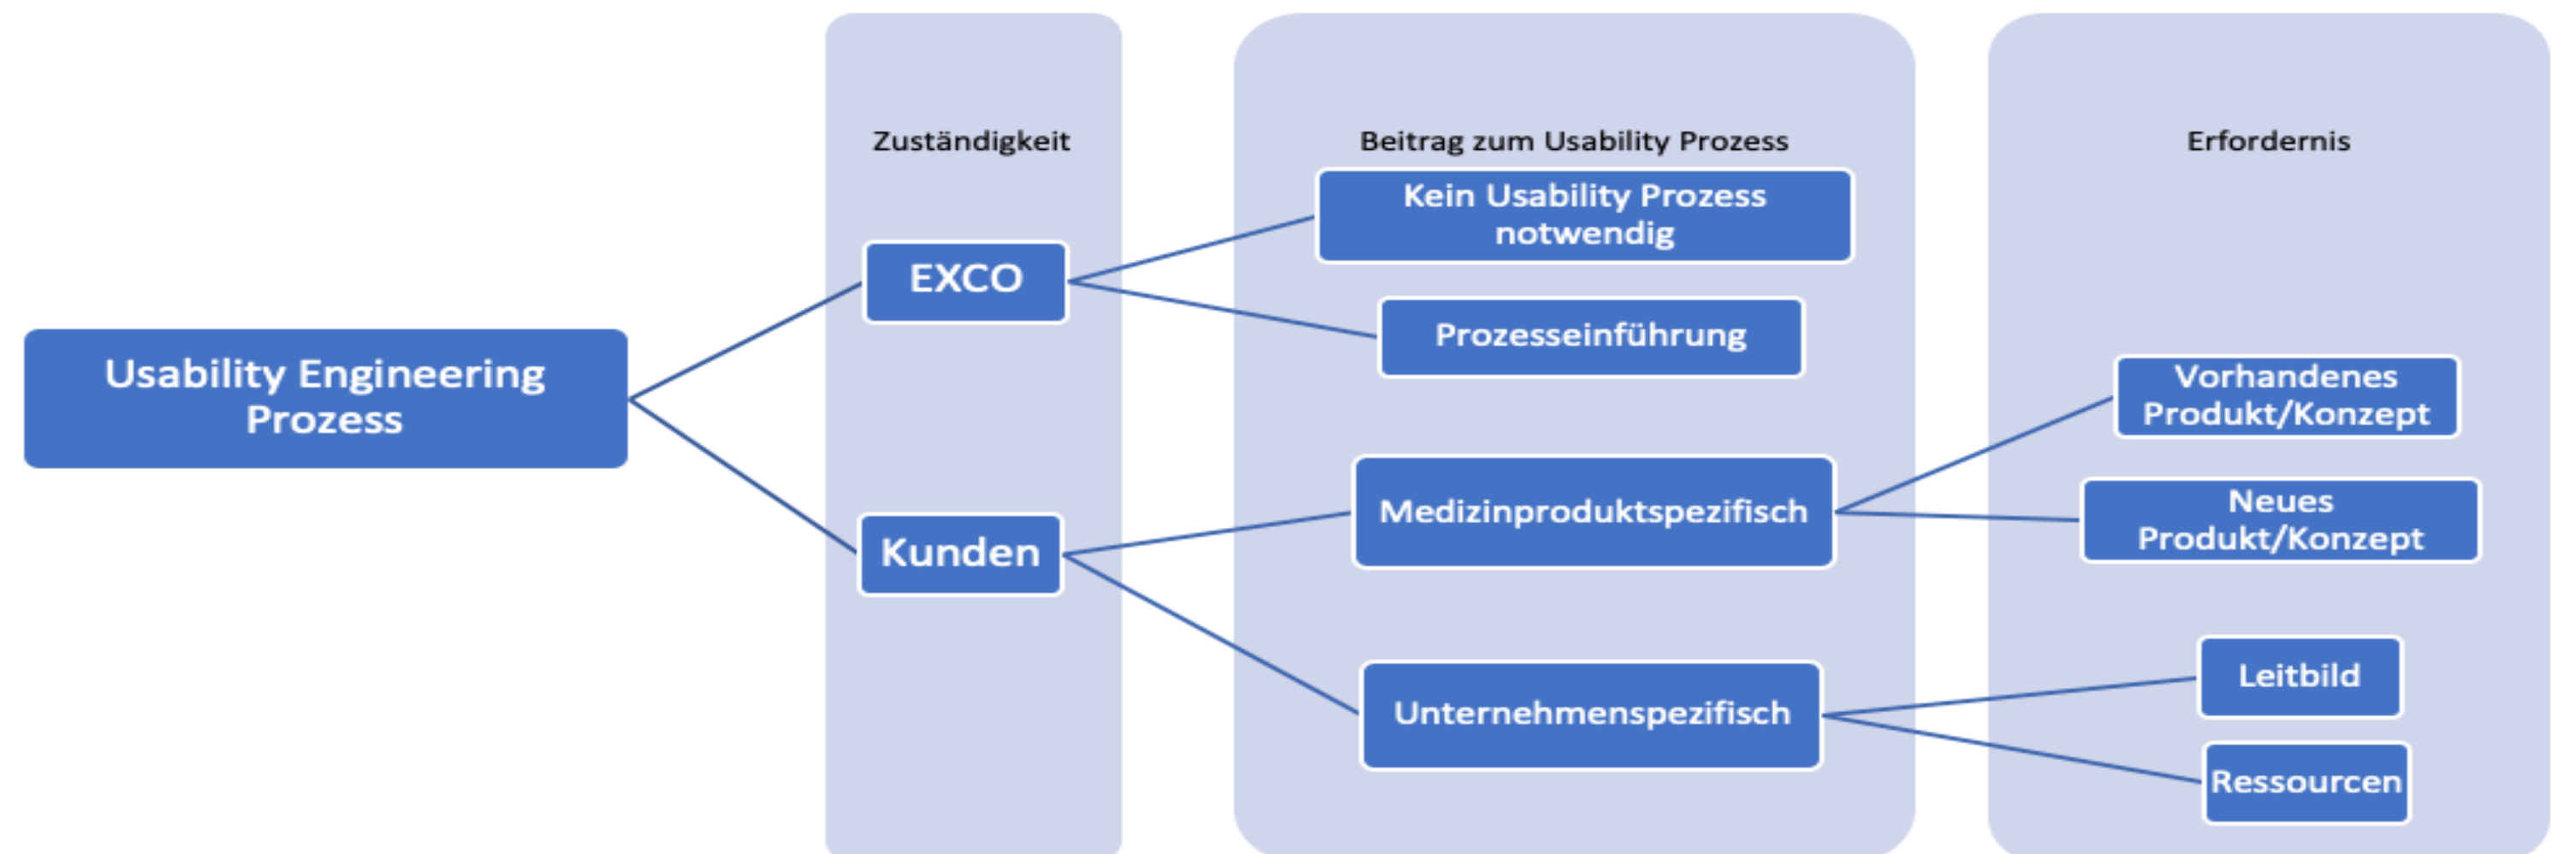 Zuständigkeit
Beitrag zum Usability Prozess
Erfordernis
Usability Engineering
Prozess
EXCO
Kunden
Kein Usability Prozess
notwendig
Prozesseinführung
Medizinproduktspezifisch
Unternehmenspezifisch
Vorhandenes
Produkt/Konzept
Neues
Produkt/Konzept
Leitbild
Ressourcen